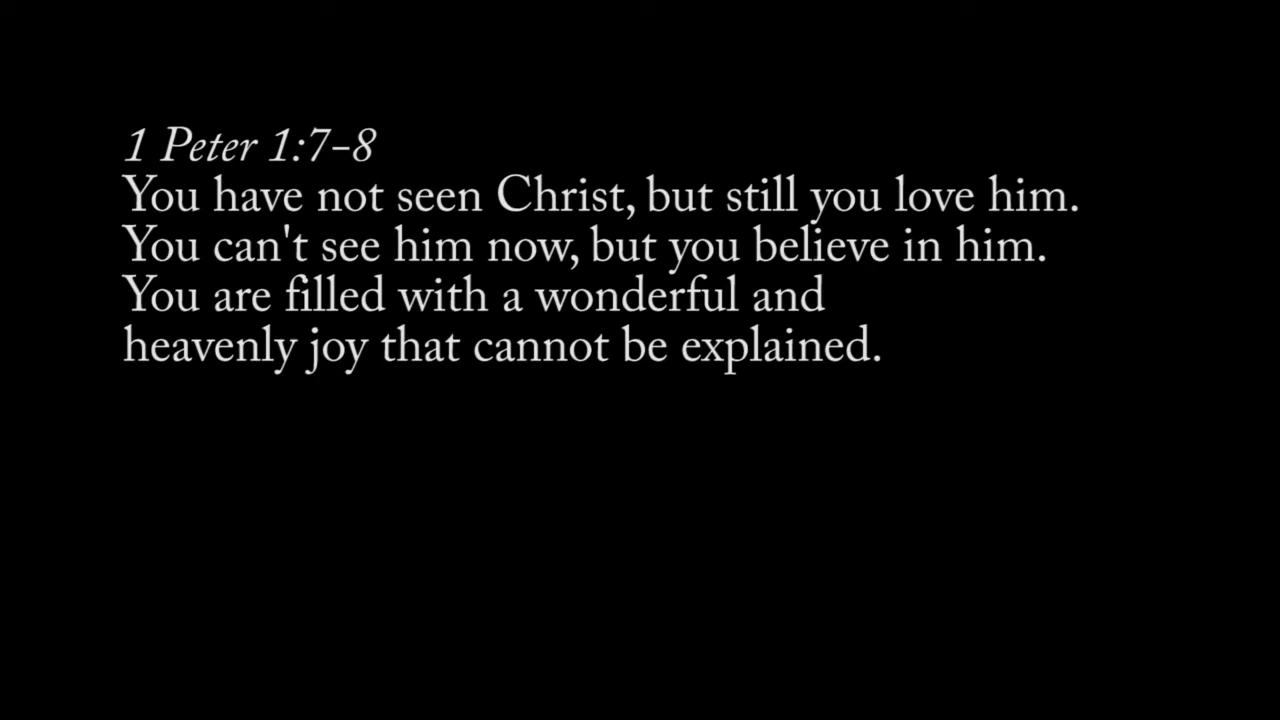 1 Peter 1:7-8
You have not seen Christ, but still you love him.
You can't see him now, but you believe in him.
You are filled with a wonderful and
heavenly joy that cannot be explained.